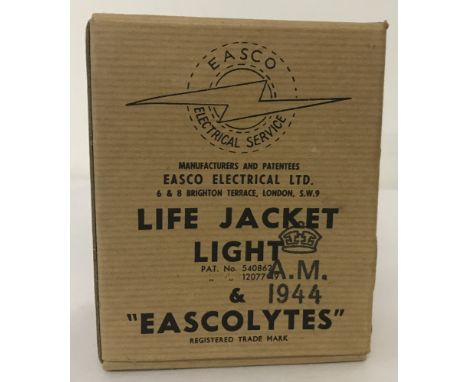 EASCO
ELECTRICAL SERVICE
MANUFACTURERS AND PATENTEES
EASCO ELECTRICAL LTD.
6 & 8 BRIGHTON TERRACE, LONDON, S.W.9
LIFE JACKET
LIGHT
PAT. No. 540862
" " 12077
A.M.
& 1944
"EASCOLYTES"
REGISTERED TRADE MARK